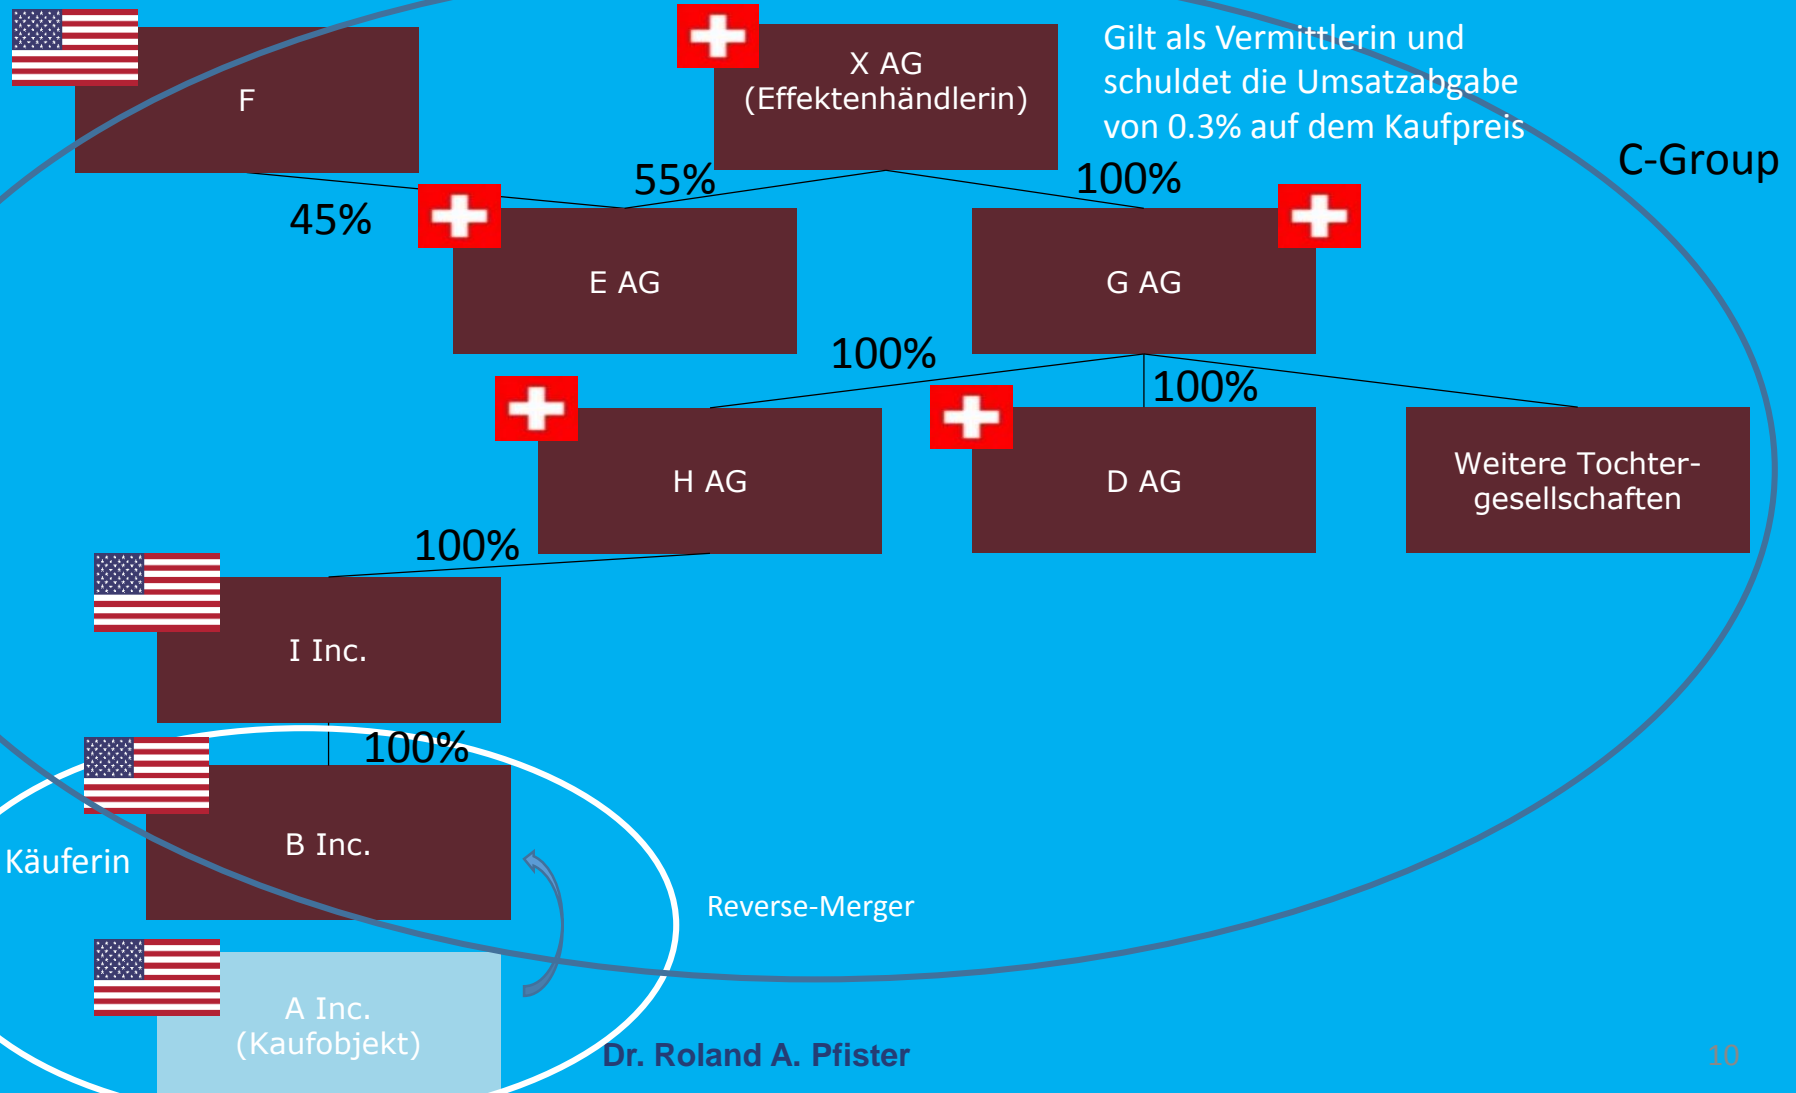 F
X AG
(Effektenhändlerin)
Gilt als Vermittlerin und
schuldet die Umsatzabgabe
von 0.3% auf dem Kaufpreis
C-Group
45%
55%
100%
E AG
G AG
100%
100%
H AG
D AG
Weitere Tochter-
gesellschaften
100%
I Inc.
100%
Käuferin
B Inc.
Reverse-Merger
A Inc.
(Kaufobjekt)
Dr. Roland A. Pfister
10